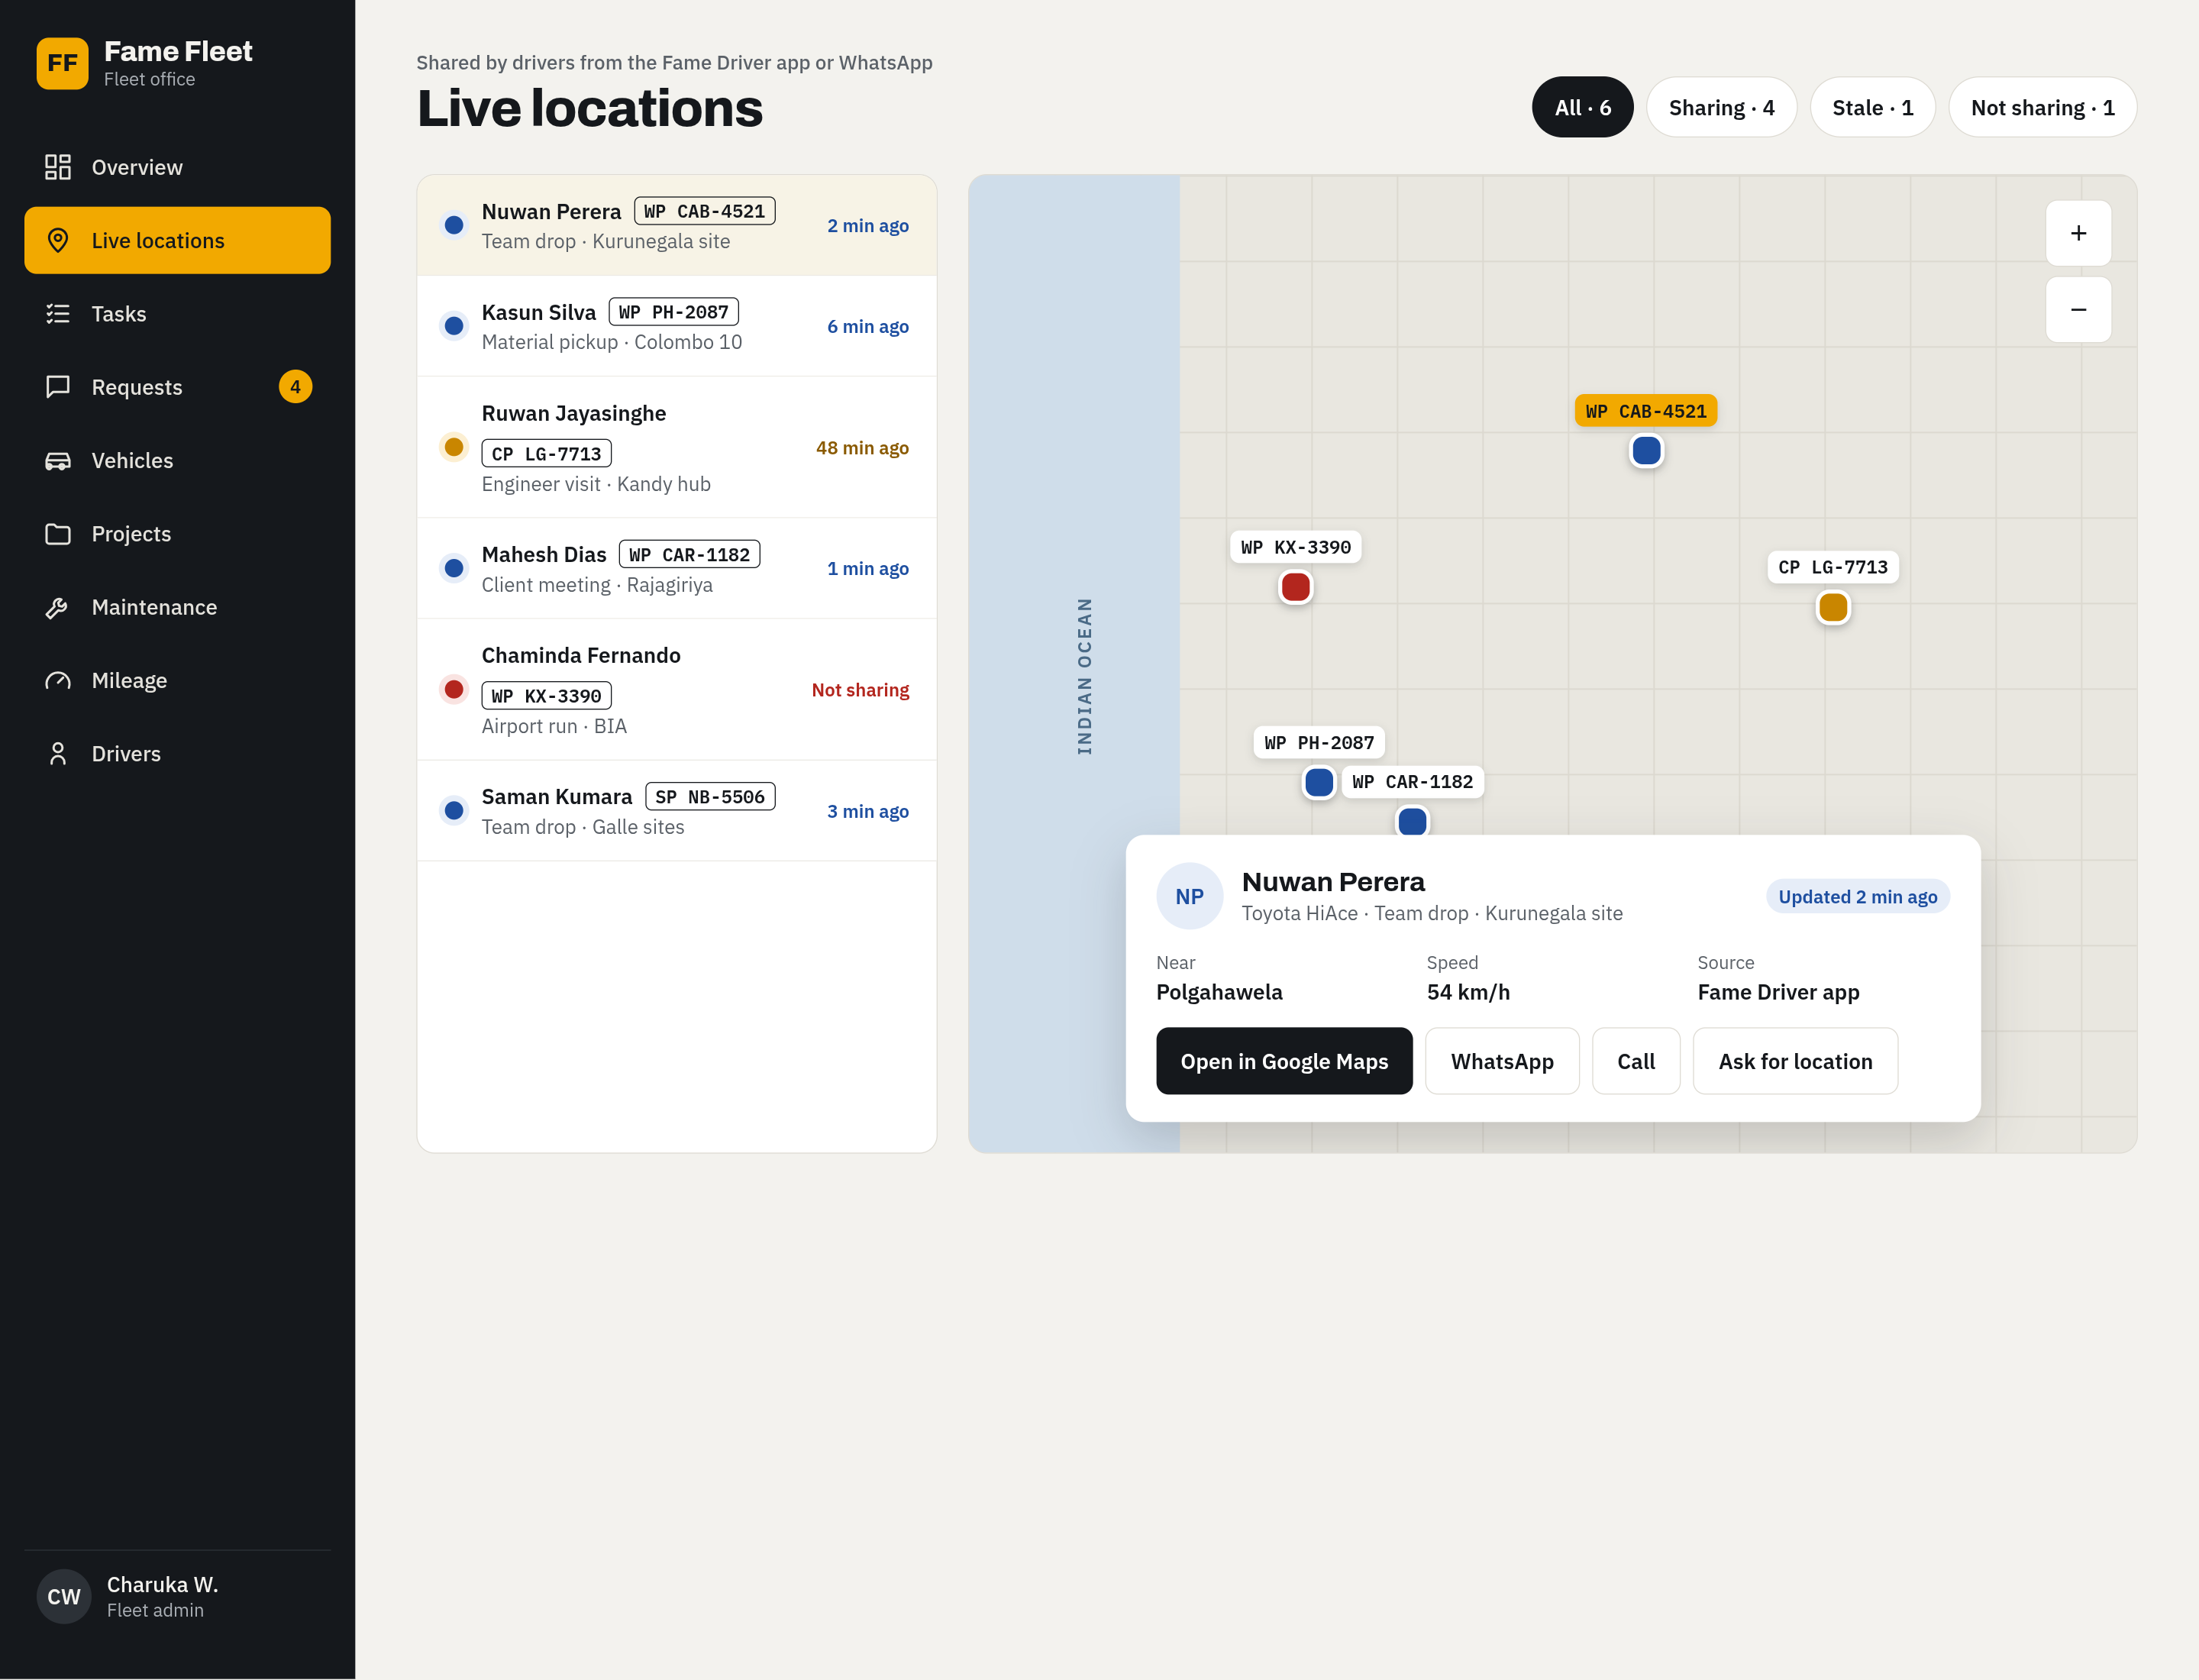 FF
Fame Fleet
Fleet office
Overview
Live locations
Tasks
Requests
4
Vehicles
Projects
Maintenance
Mileage
Drivers
CW
Charuka W.
Fleet admin
Shared by drivers from the Fame Driver app or WhatsApp
Live locations
All · 6
Sharing · 4
Stale · 1
Not sharing · 1
Nuwan Perera WP CAB-4521
Team drop · Kurunegala site
2 min ago
Kasun Silva WP PH-2087
Material pickup · Colombo 10
6 min ago
Ruwan Jayasinghe
CP LG-7713
Engineer visit · Kandy hub
48 min ago
Mahesh Dias WP CAR-1182
Client meeting · Rajagiriya
1 min ago
Chaminda Fernando
WP KX-3390
Airport run · BIA
Not sharing
Saman Kumara SP NB-5506
Team drop · Galle sites
3 min ago
+
−
INDIAN OCEAN
WP CAB-4521
WP KX-3390
CP LG-7713
WP PH-2087
WP CAR-1182
NP
Nuwan Perera
Toyota HiAce · Team drop · Kurunegala site
Updated 2 min ago
Near
Polgahawela
Speed
54 km/h
Source
Fame Driver app
Open in Google Maps
WhatsApp
Call
Ask for location